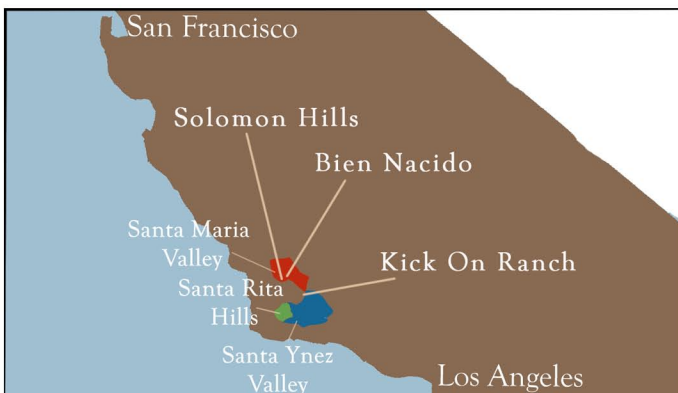 San Francisco
Solomon Hills
Bien Nacido
Santa Maria
Valley
Kick On Ranch
Santa Rita
Hills
Santa Ynez
Valley
Los Angeles